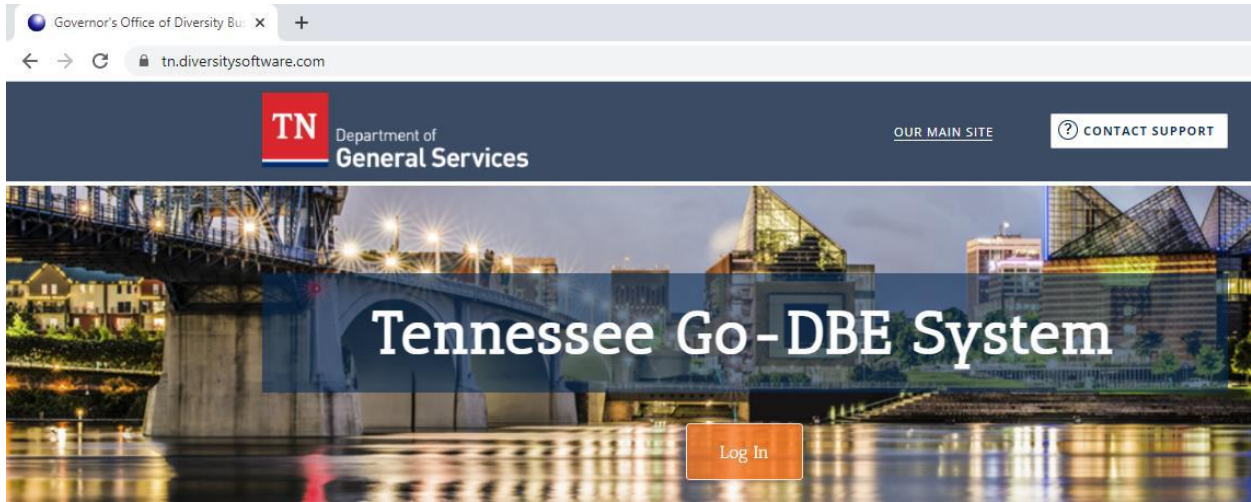 Governor's Office of Diversity Bu
tn.diversitysoftware.com
TN
Department of
General Services
OUR MAIN SITE
? CONTACT SUPPORT
Tennessee Go-DBE System
Log In